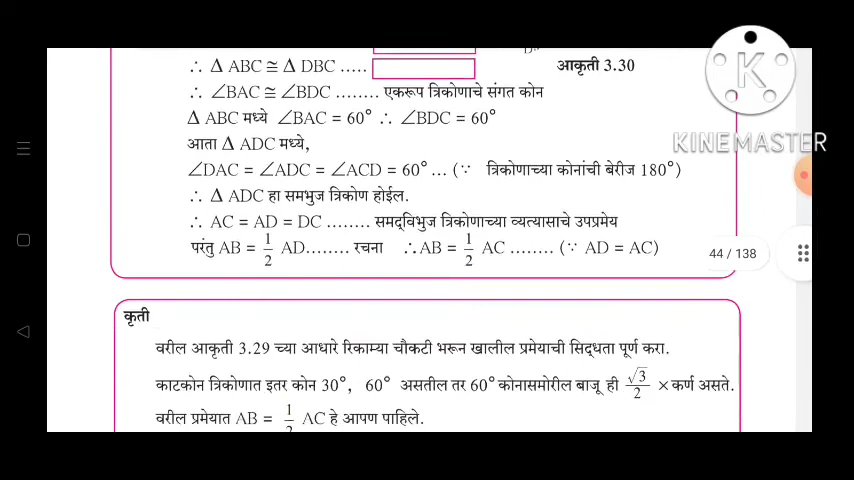 ∴ Δ ABC ≅ Δ DBC .....
आकृती 3.30
∴ ∠BAC ≅ ∠BDC ........ एकरूप त्रिकोणाचे संगत कोन
Δ ABC मध्ये ∠BAC = 60° ∴ ∠BDC = 60°
आता Δ ADC मध्ये,
∠DAC = ∠ADC = ∠ACD = 60° ... (∵ त्रिकोणाच्या कोनांची बेरीज 180°)
∴ Δ ADC हा समभुज त्रिकोण होईल.
∴ AC = AD = DC ........ समद्विभुज त्रिकोणाच्या व्यत्यासाचे उपप्रमेय
परंतु AB = 1/2 AD........ रचना ∴AB = 1/2 AC ........ (∵ AD = AC)
K
KINEMASTER
44 / 138
कृती
वरील आकृती 3.29 च्या आधारे रिकाम्या चौकटी भरून खालील प्रमेयाची सिद्धता पूर्ण करा.
काटकोन त्रिकोणात इतर कोन 30°, 60° असतील तर 60° कोनासमोरील बाजू ही √3/2 × कर्ण असते.
वरील प्रमेयात AB = 1/2 AC हे आपण पाहिले.